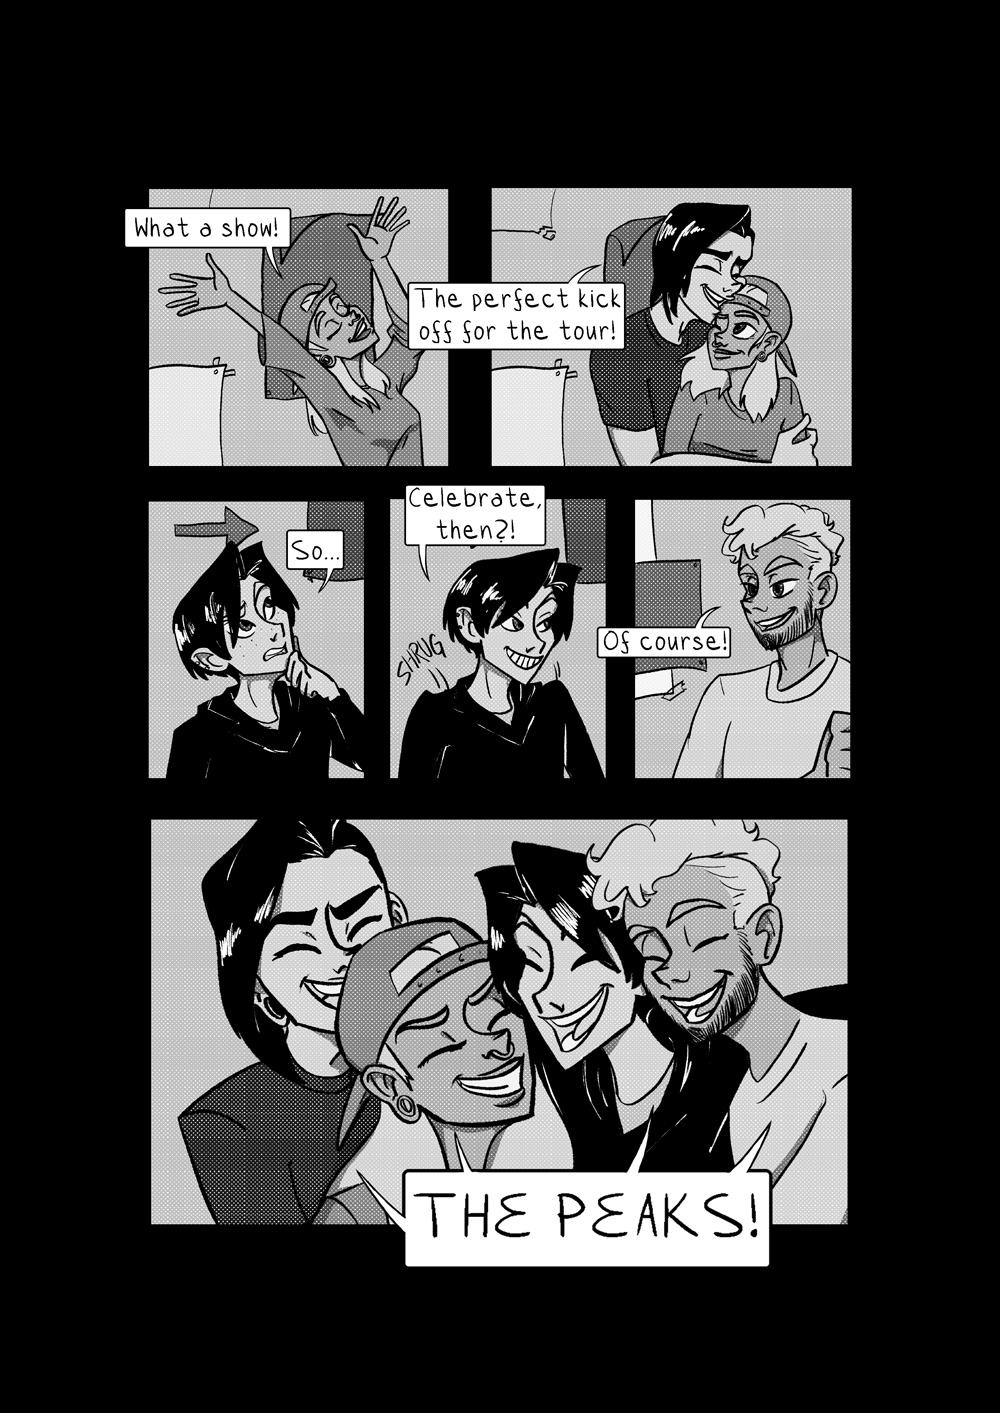 What a show!
The perfect kick
off for the tour!
So...
Celebrate,
then?!
SHRUG
Of course!
THE PEAKS!